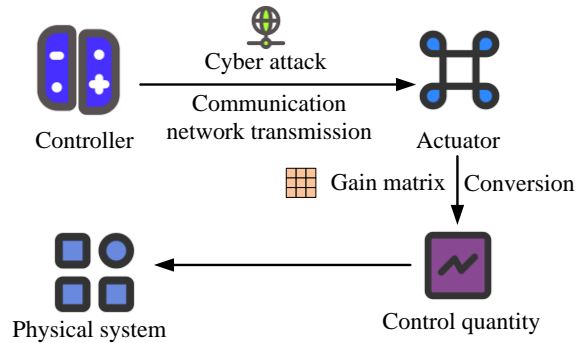 Cyber attack
Communication
network transmission
Controller
Actuator
Gain matrix
Conversion
Physical system
Control quantity